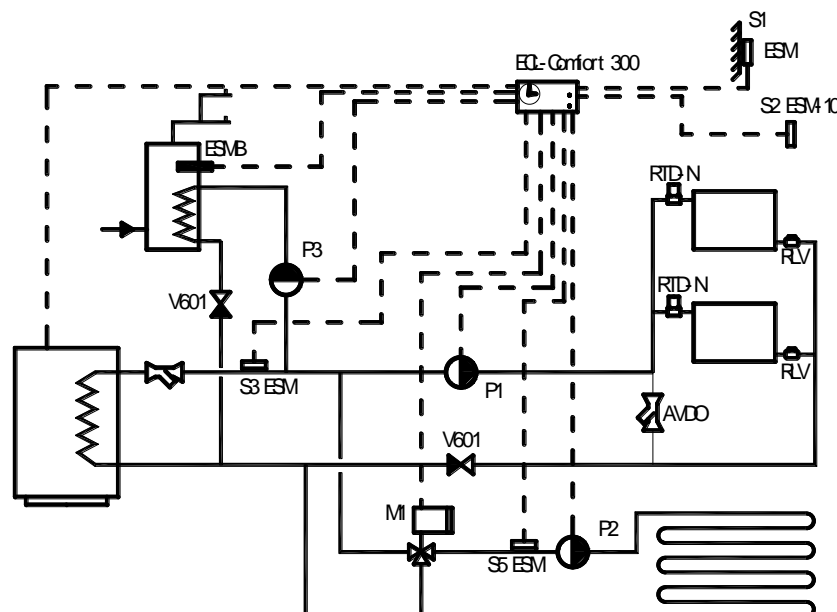 S1
ECL-Comfort 300
ESM
S2 ESM-10
ESMB
RTD-N
P3
RLV
V601
RTD-N
S3 ESM
P1
RLV
AVDO
V601
M1
P2
S5 ESM